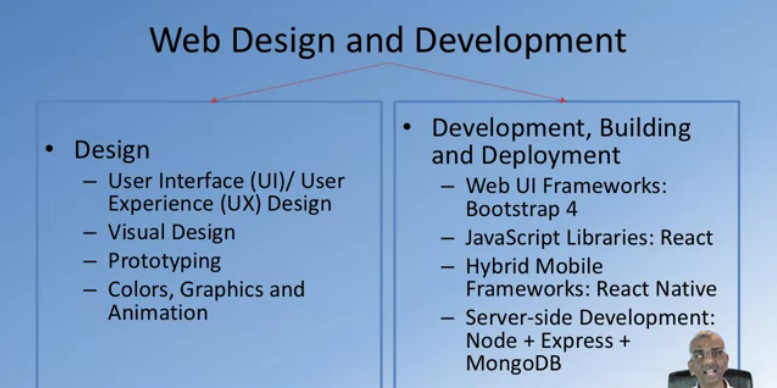 Web Design and Development
• Design
– User Interface (UI)/ User
Experience (UX) Design
– Visual Design
– Prototyping
– Colors, Graphics and
Animation
• Development, Building
and Deployment
– Web UI Frameworks:
Bootstrap 4
– JavaScript Libraries: React
– Hybrid Mobile
Frameworks: React Native
– Server-side Development:
Node + Express +
MongoDB